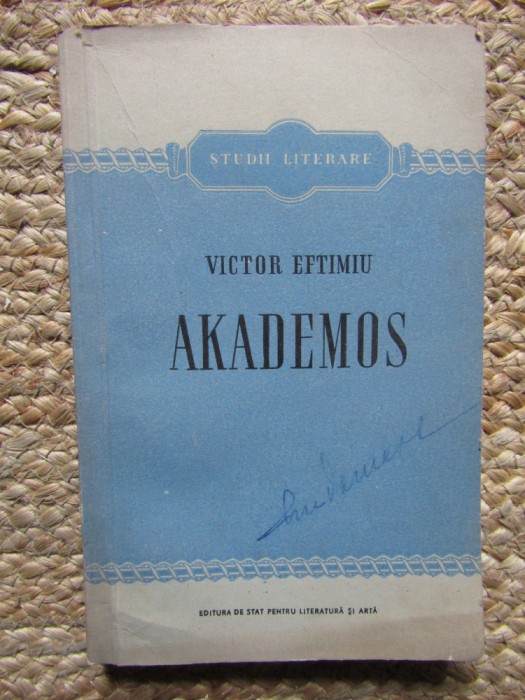 STUDII LITERARE
VICTOR EFTIMIU
AKADEMOS
EDITURA DE STAT PENTRU LITERATURĂ ȘI ARTĂ